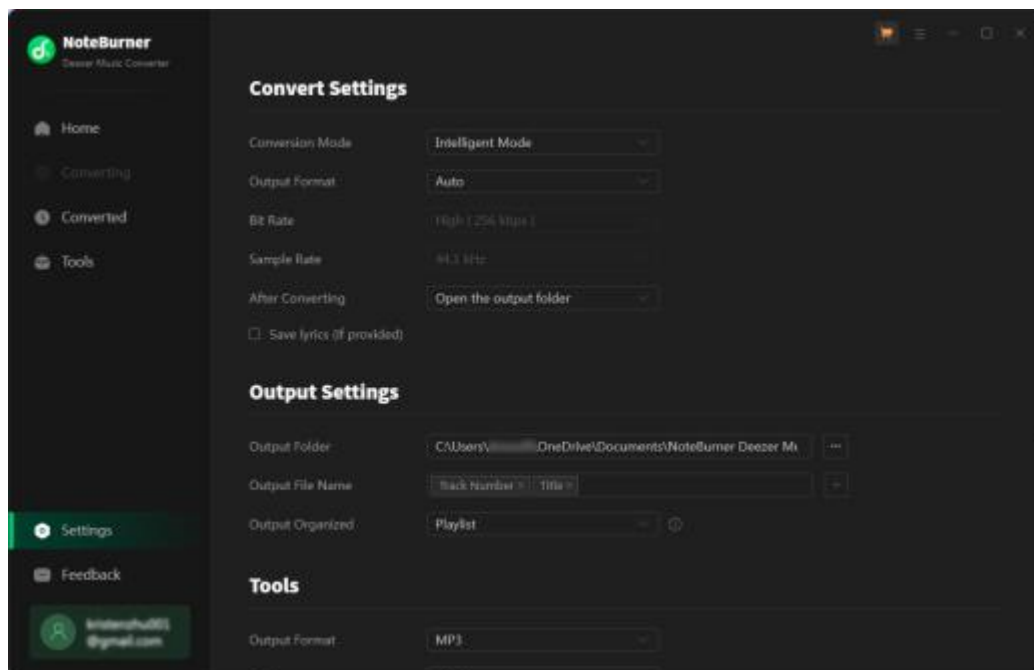 NoteBurner
Deezer Music Converter
Home
Converting
Converted
Tools
Settings
Feedback
@gmail.com
Convert Settings
Conversion Mode
Intelligent Mode
Output Format
Auto
Bit Rate
High ( 256 kbps )
Sample Rate
44.1 kHz
After Converting
Open the output folder
Save lyrics (if provided)
Output Settings
Output Folder
C:\Users\ OneDrive\Documents\NoteBurner Deezer Mu
Output File Name
Track Number × Title ×
Output Organized
Playlist
Tools
Output Format
MP3